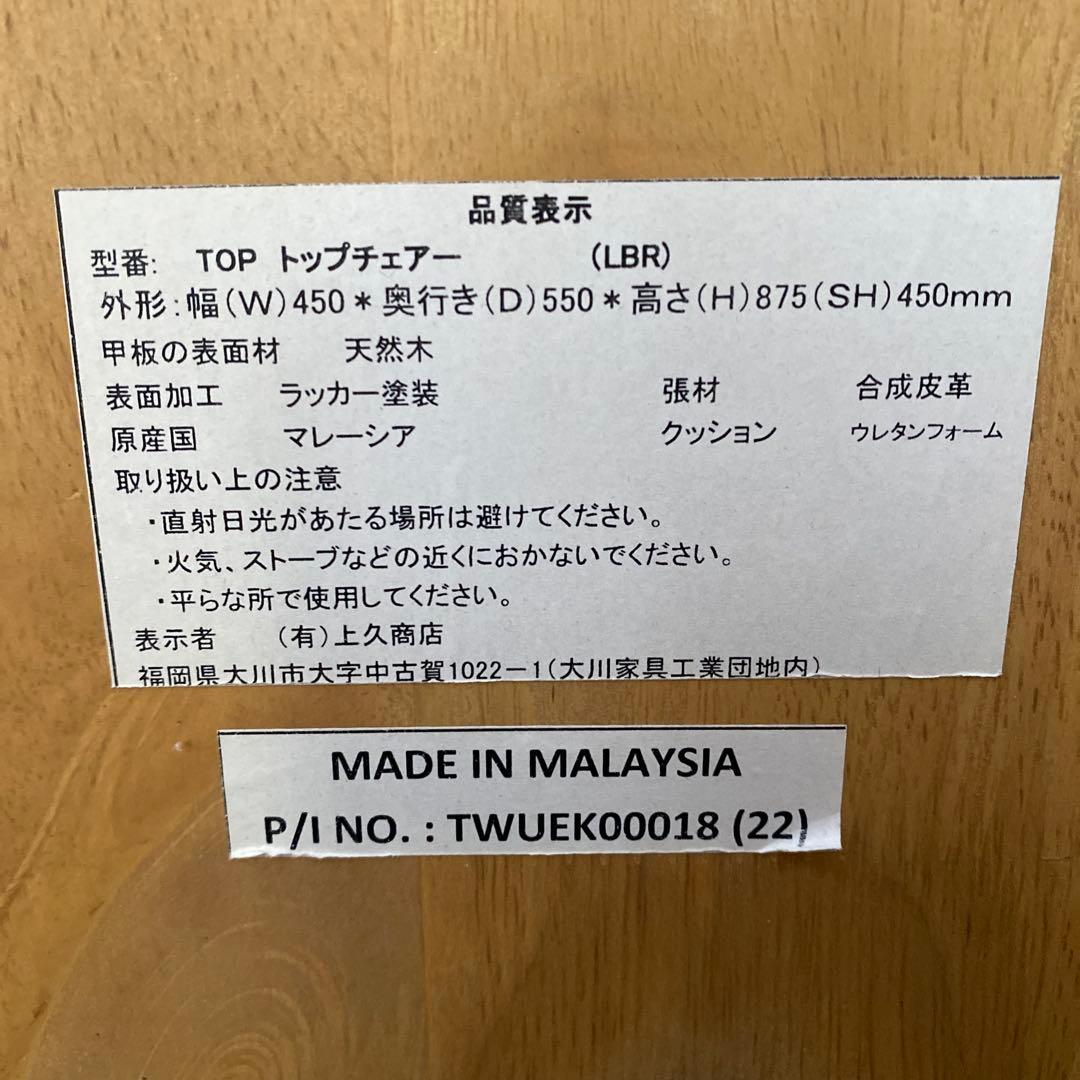 品質表示
型番: TOP トップチェアー (LBR)
外形:幅(W)450*奥行き(D)550*高さ(H)875(SH)450mm
甲板の表面材 天然木
表面加工 ラッカー塗装 張材 合成皮革
原産国 マレーシア クッション ウレタンフォーム
取り扱い上の注意
・直射日光があたる場所は避けてください。
・火気、ストーブなどの近くにおかないでください。
・平らな所で使用してください。
表示者 (有)上久商店
福岡県大川市大字中古賀1022-1(大川家具工業団地内)
MADE IN MALAYSIA
P/I NO. : TWUEK00018 (22)